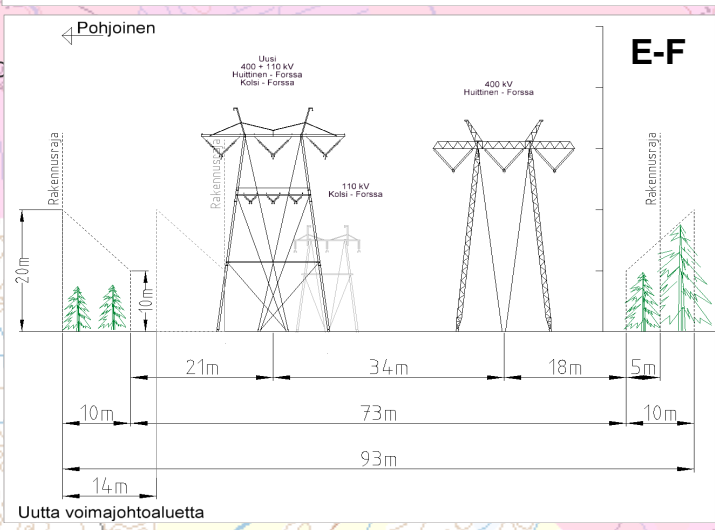 Pohjoinen
E-F
Uusi
400 + 110 kV
Huittinen - Forssa
Kolsi - Forssa
400 kV
Huittinen - Forssa
Rakennusraja
Rakennusraja
Rakennusraja
110 kV
Kolsi - Forssa
20m
10m
21m
34m
18m
5m
10m
73m
10m
93m
14m
Uutta voimajohtoaluetta